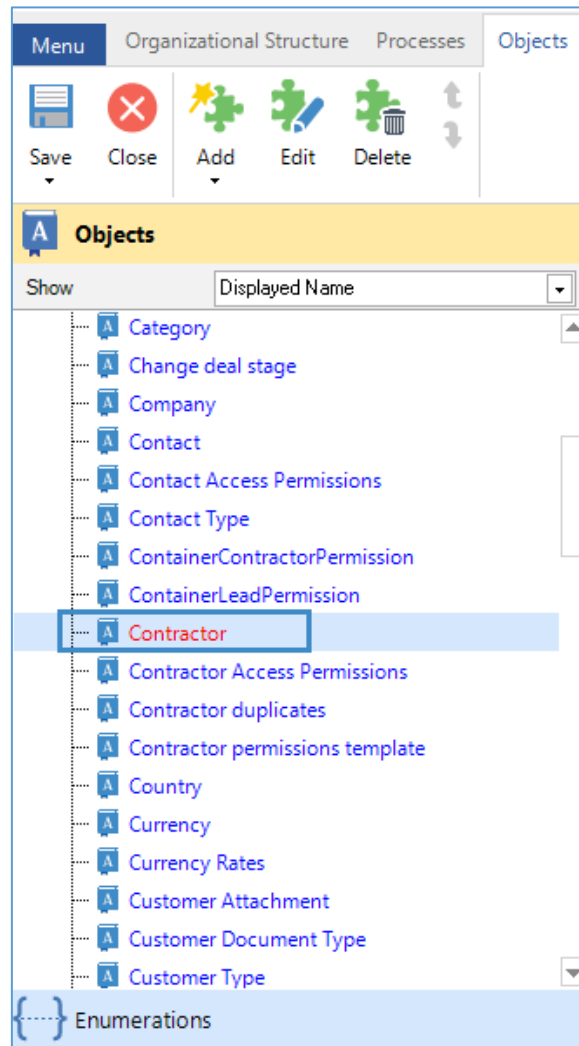 Menu Organizational Structure Processes Objects
Save Close Add Edit Delete
A Objects
Show Displayed Name
A Category
A Change deal stage
A Company
A Contact
A Contact Access Permissions
A Contact Type
A ContainerContractorPermission
A ContainerLeadPermission
A Contractor
A Contractor Access Permissions
A Contractor duplicates
A Contractor permissions template
A Country
A Currency
A Currency Rates
A Customer Attachment
A Customer Document Type
A Customer Type
{····} Enumerations